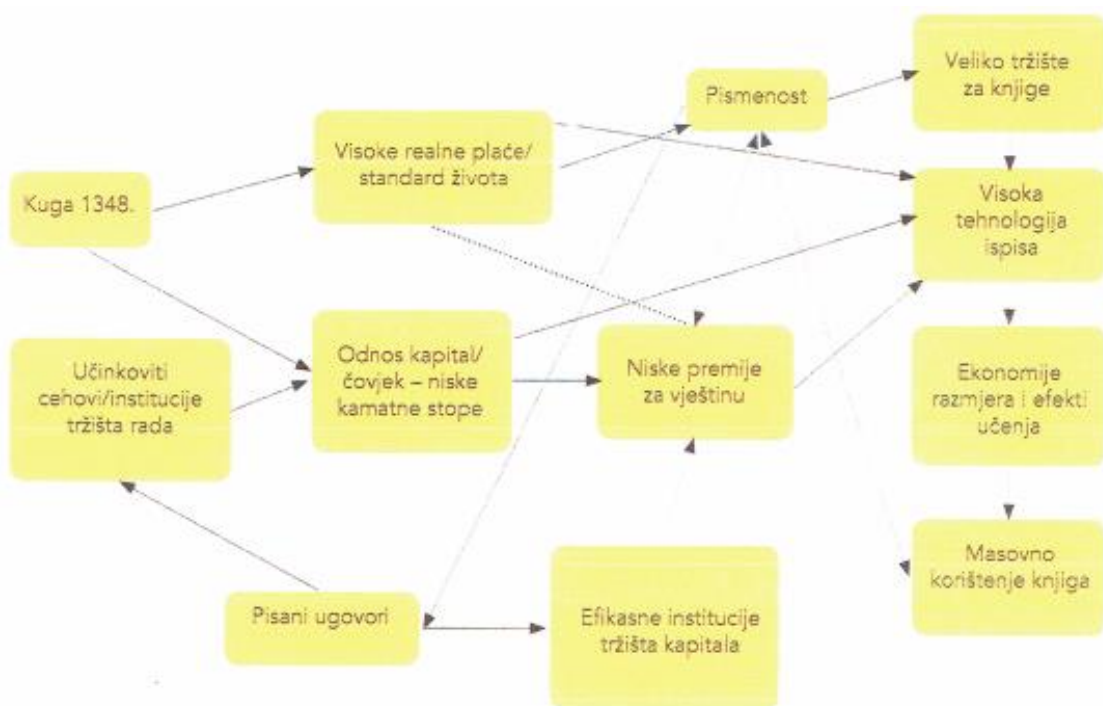 Veliko tržište
za knjige
Pismenost
Visoke realne plaće/
standard života
Kuga 1348.
Visoka
tehnologija
ispisa
Učinkoviti
cehovi/institucije
tržišta rada
Odnos kapital/
čovjek – niske
kamatne stope
Niske premije
za vještinu
Ekonomije
razmjera i efekti
učenja
Pisani ugovori
Efikasne institucije
tržišta kapitala
Masovno
korištenje knjiga